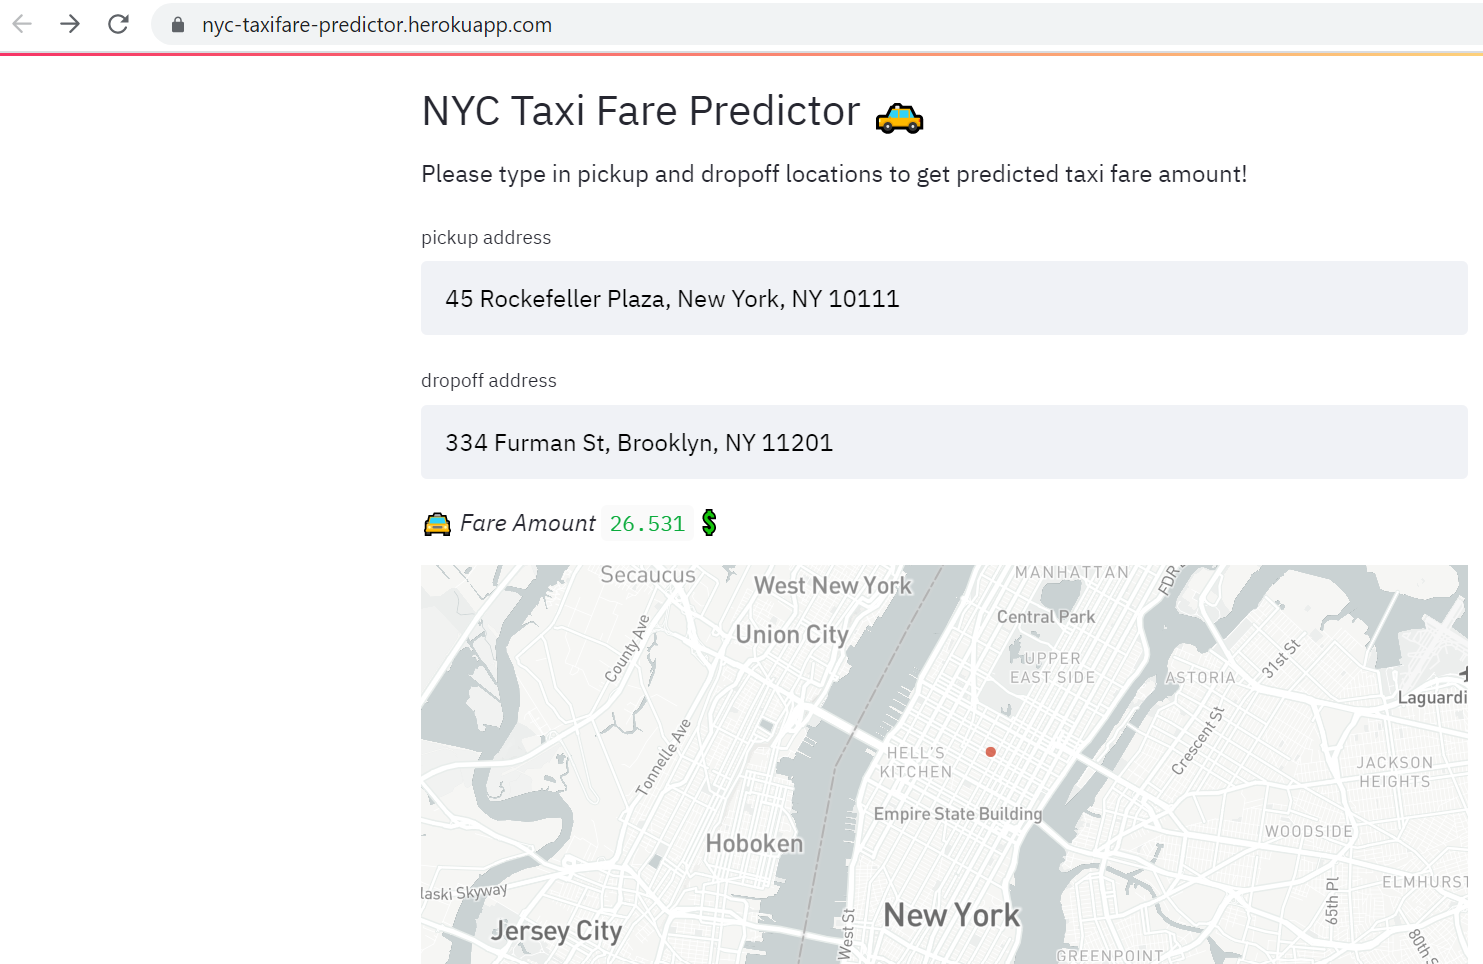 nyc-taxifare-predictor.herokuapp.com
NYC Taxi Fare Predictor
Please type in pickup and dropoff locations to get predicted taxi fare amount!
pickup address
45 Rockefeller Plaza, New York, NY 10111
dropoff address
334 Furman St, Brooklyn, NY 11201
Fare Amount 26.531 $
Secaucus
West New York
MANHATTAN
FDR
Central Park
Union City
County Ave
UPPER
EAST SIDE
ASTORIA
31st St
Laguardi
Tonnelle Ave
Crescent St
HELL'S
KITCHEN
JACKSON
HEIGHTS
Empire State Building
WOODSIDE
Hoboken
laski Skyway
ELMHURST
65th Pl
New York
Jersey City
West St
80th S
GREENPOINT